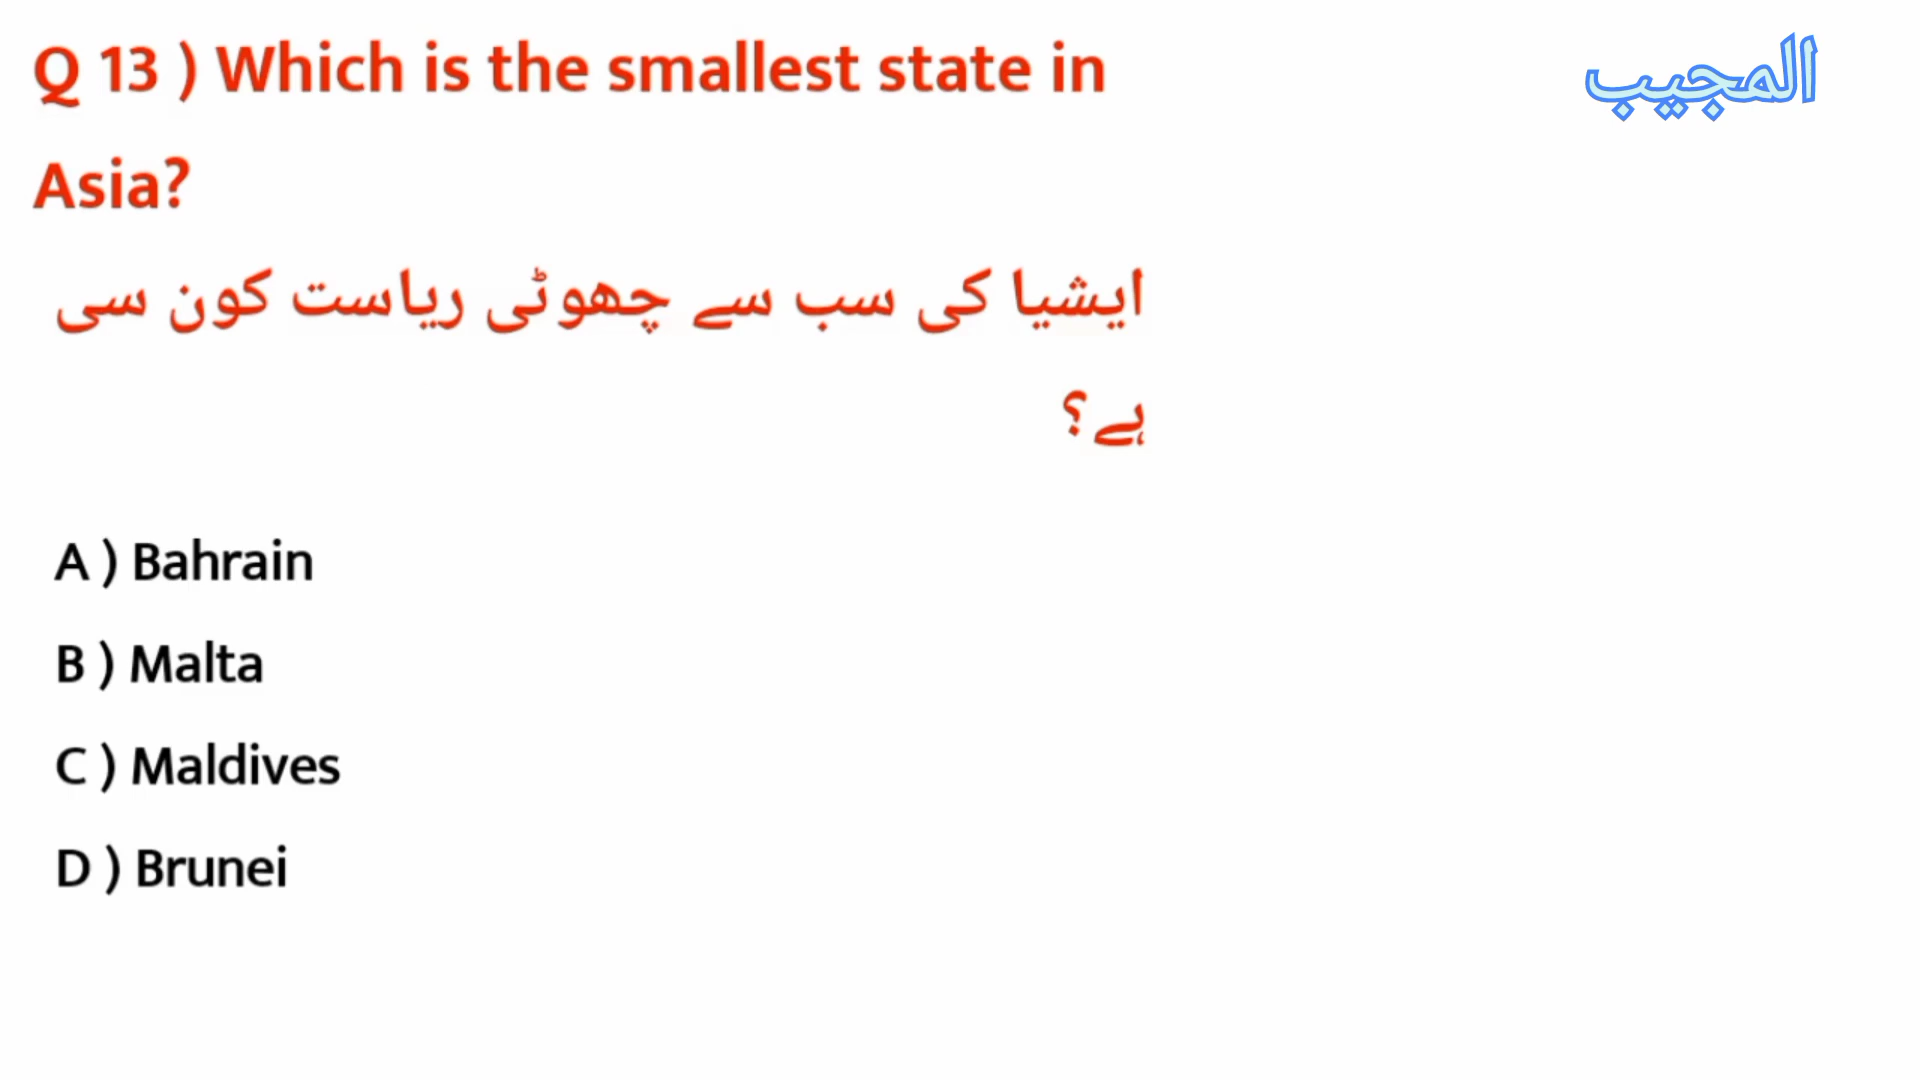 Q 13 ) Which is the smallest state in
Asia?
ایشیا کی سب سے چھوٹی ریاست کون سی
ہے؟
A ) Bahrain
B ) Malta
C ) Maldives
D ) Brunei
المجيب